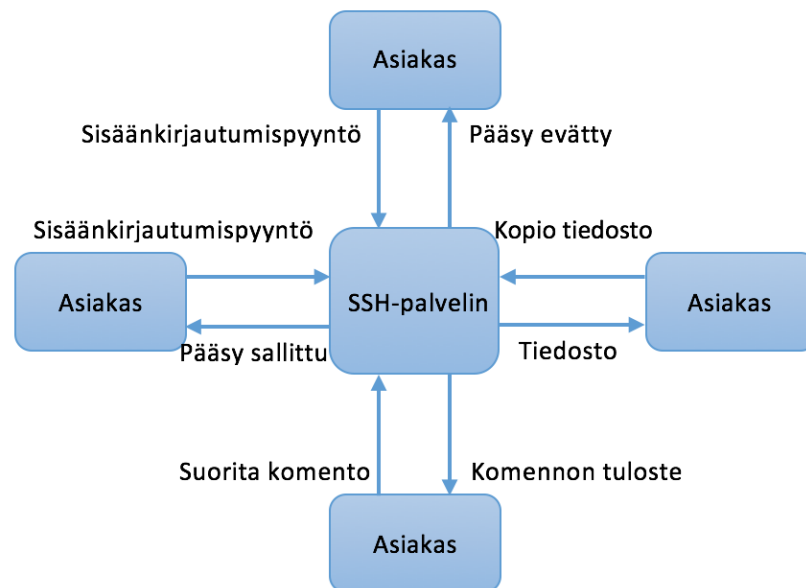 Asiakas
Sisäänkirjautumispyyntö
Pääsy evätty
Sisäänkirjautumispyyntö
Kopio tiedosto
Asiakas
SSH-palvelin
Asiakas
Pääsy sallittu
Tiedosto
Suorita komento
Komennon tuloste
Asiakas